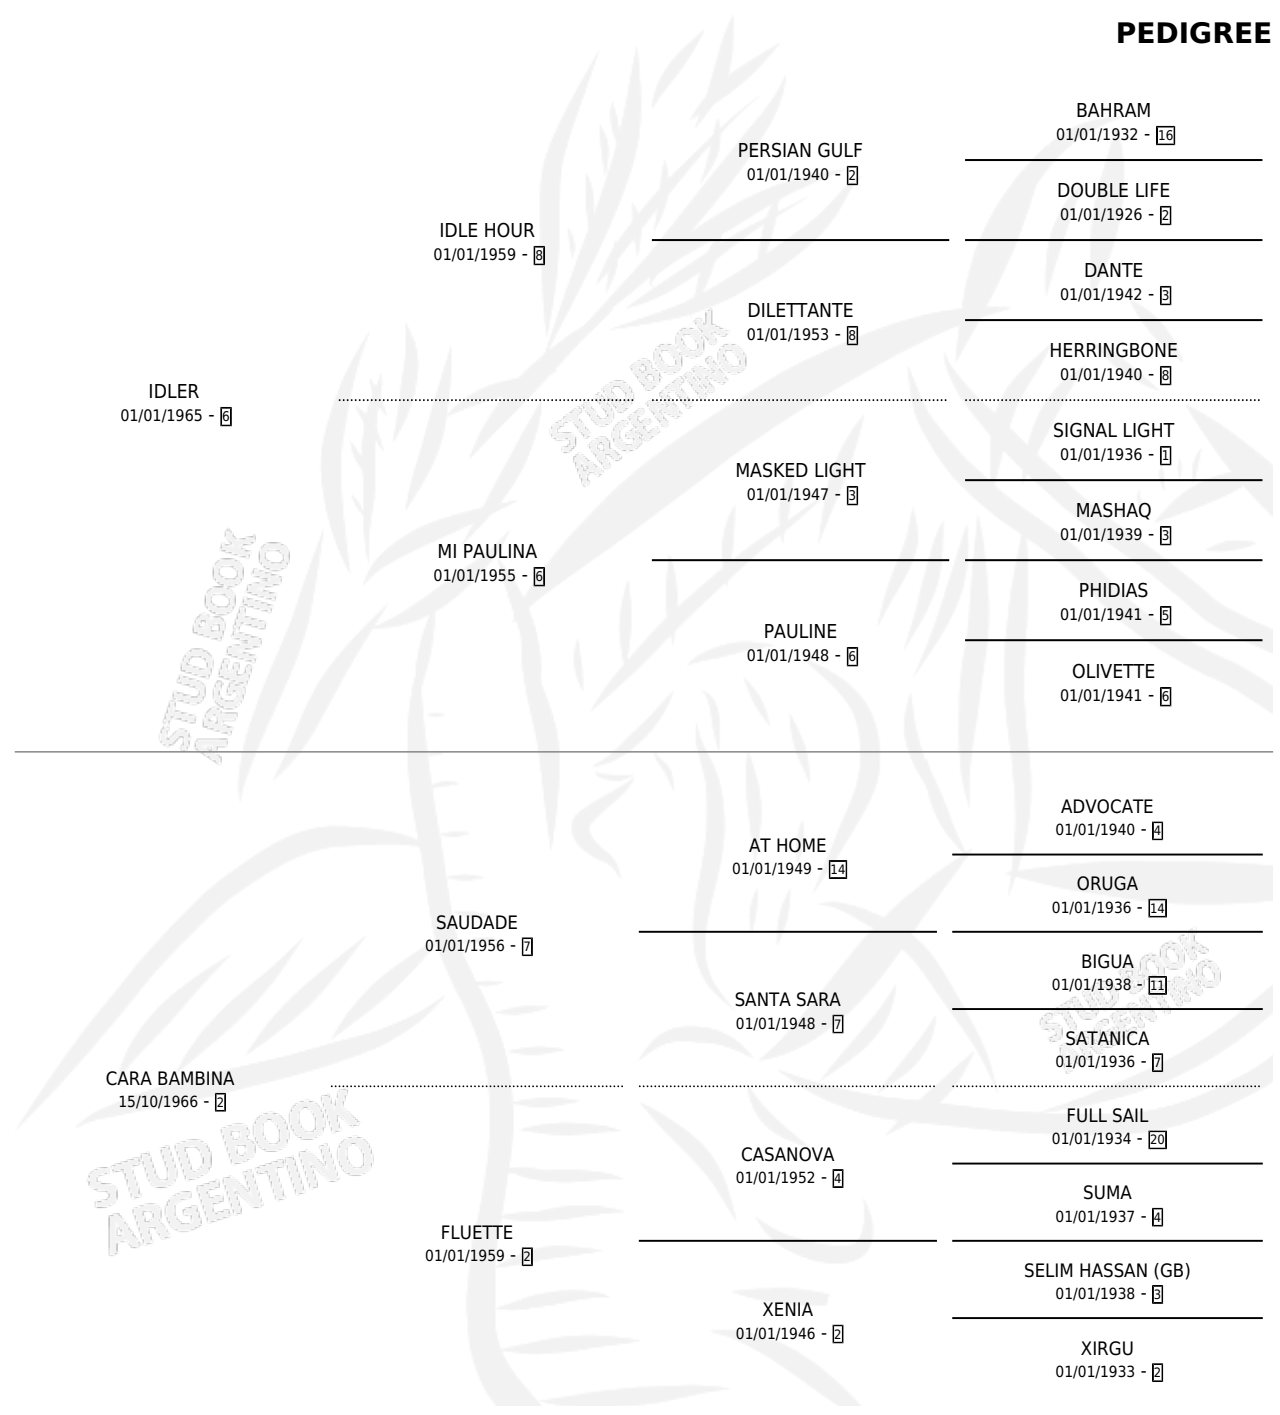 PEDIGREE
BAHRAM
01/01/1932 - 16
PERSIAN GULF
01/01/1940 - 2
DOUBLE LIFE
01/01/1926 - 2
IDLE HOUR
01/01/1959 - 8
DANTE
01/01/1942 - 3
DILETTANTE
01/01/1953 - 8
HERRINGBONE
01/01/1940 - 8
IDLER
01/01/1965 - 6
SIGNAL LIGHT
01/01/1936 - 1
MASKED LIGHT
01/01/1947 - 3
MASHAQ
01/01/1939 - 3
MI PAULINA
01/01/1955 - 6
PHIDIAS
01/01/1941 - 5
PAULINE
01/01/1948 - 6
OLIVETTE
01/01/1941 - 6
ADVOCATE
01/01/1940 - 4
AT HOME
01/01/1949 - 14
ORUGA
01/01/1936 - 14
SAUDADE
01/01/1956 - 7
BIGUA
01/01/1938 - 11
SANTA SARA
01/01/1948 - 7
SATANICA
01/01/1936 - 7
CARA BAMBINA
15/10/1966 - 2
FULL SAIL
01/01/1934 - 20
CASANOVA
01/01/1952 - 4
SUMA
01/01/1937 - 4
FLUETTE
01/01/1959 - 2
SELIM HASSAN (GB)
01/01/1938 - 3
XENIA
01/01/1946 - 2
XIRGU
01/01/1933 - 2
STUD BOOK
ARGENTINO
STUD BOOK
ARGENTINO
STUD BOOK
ARGENTINO
STUD BOOK
ARGENTINO